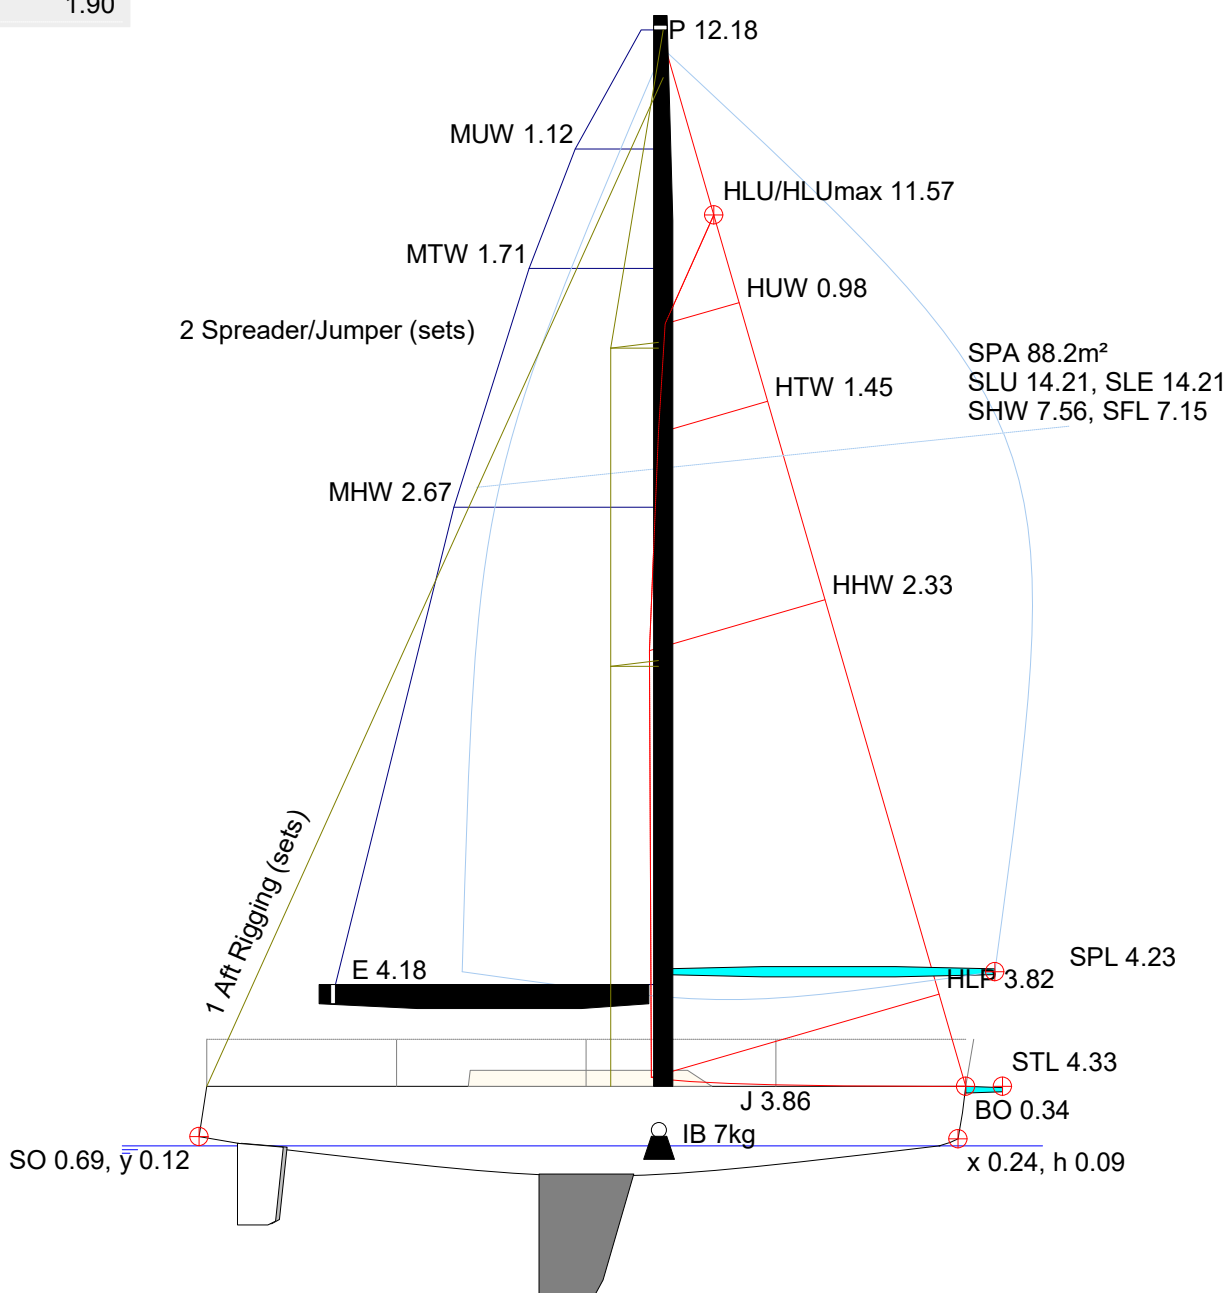 1.90
P 12.18
MUW 1.12
HLU/HLUmax 11.57
MTW 1.71
HUW 0.98
2 Spreader/Jumper (sets)
SPA 88.2m²
SLU 14.21, SLE 14.21
SHW 7.56, SFL 7.15
HTW 1.45
MHW 2.67
HHW 2.33
1 Aft Rigging (sets)
E 4.18
SPL 4.23
HLP 3.82
STL 4.33
J 3.86
BO 0.34
IB 7kg
SO 0.69, y 0.12
x 0.24, h 0.09